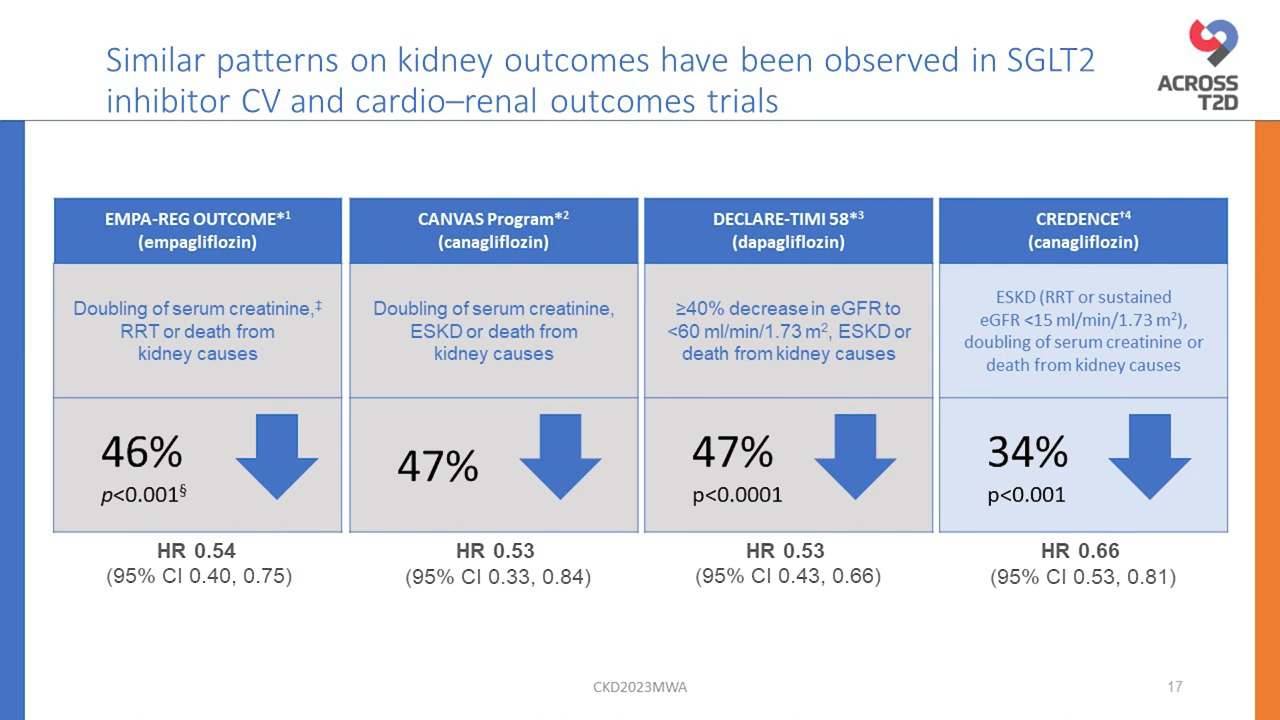 Similar patterns on kidney outcomes have been observed in SGLT2
inhibitor CV and cardio–renal outcomes trials
ACROSS
T2D
EMPA-REG OUTCOME*1
(empagliflozin)
Doubling of serum creatinine,‡
RRT or death from
kidney causes
46%
p<0.001§
HR 0.54
(95% CI 0.40, 0.75)
CANVAS Program*2
(canagliflozin)
Doubling of serum creatinine,
ESKD or death from
kidney causes
47%
HR 0.53
(95% CI 0.33, 0.84)
DECLARE-TIMI 58*3
(dapagliflozin)
≥40% decrease in eGFR to
<60 ml/min/1.73 m2, ESKD or
death from kidney causes
47%
p<0.0001
HR 0.53
(95% CI 0.43, 0.66)
CREDENCE†4
(canagliflozin)
ESKD (RRT or sustained
eGFR <15 ml/min/1.73 m2),
doubling of serum creatinine or
death from kidney causes
34%
p<0.001
HR 0.66
(95% CI 0.53, 0.81)
CKD2023MWA
17